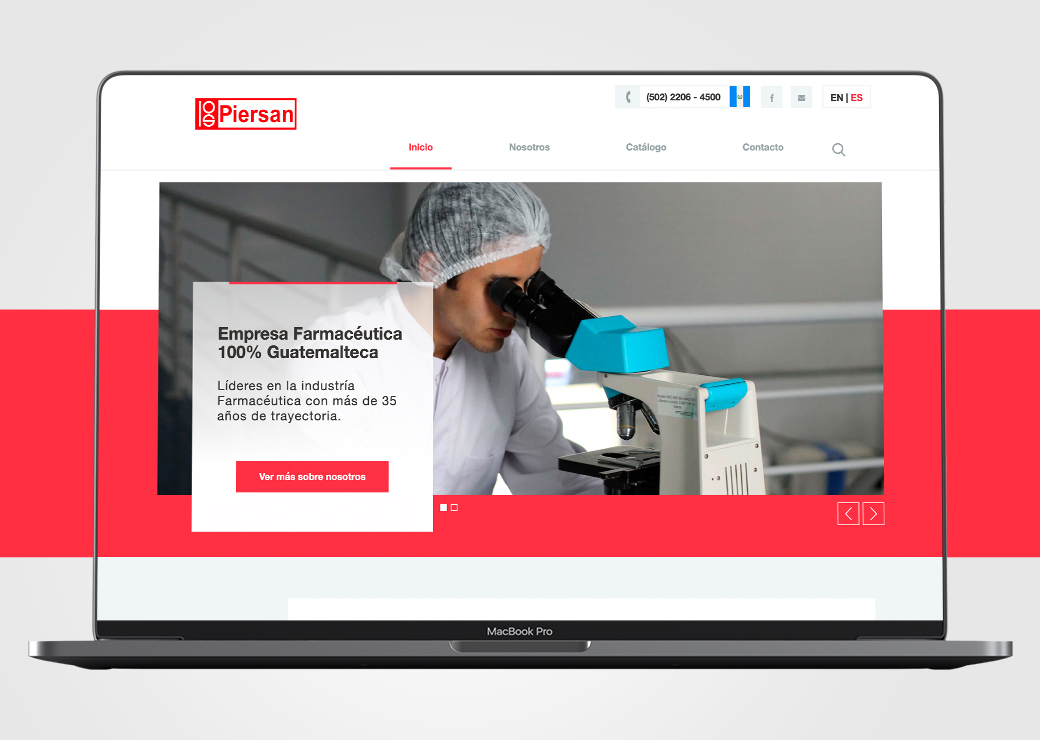 Piersan
(502) 2206 - 4500
EN | ES
Inicio
Nosotros
Catálogo
Contacto
Empresa Farmacéutica
100% Guatemalteca
Líderes en la industría
Farmacéutica con más de 35
años de trayectoria.
Ver más sobre nosotros
MacBook Pro